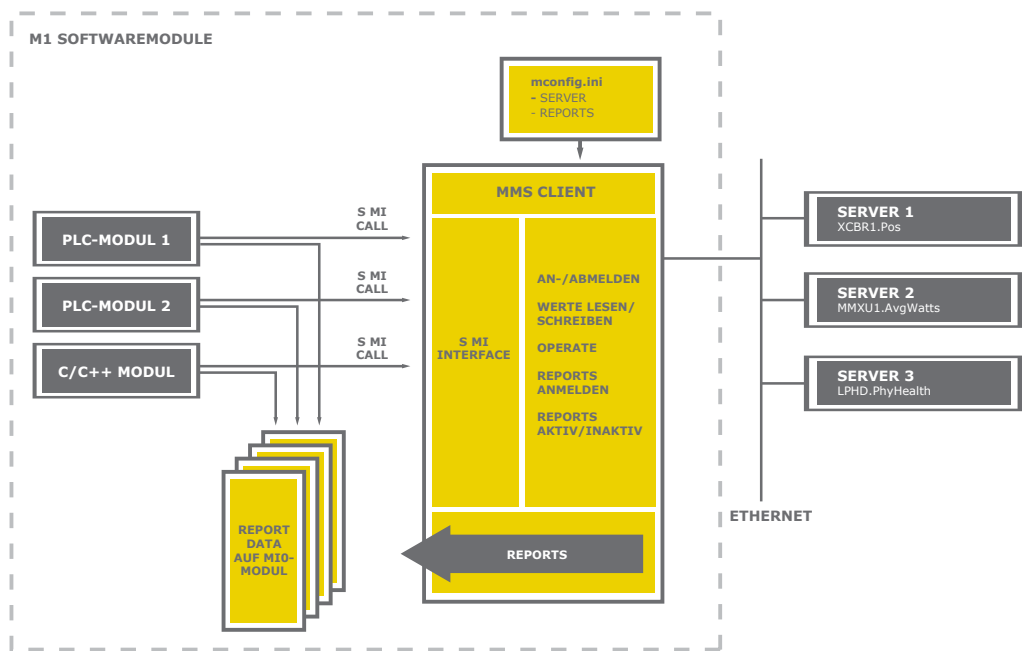 M1 SOFTWAREMODULE
mconfig.ini
- SERVER
- REPORTS
MMS CLIENT
S MI
CALL
PLC-MODUL 1
S MI
CALL
PLC-MODUL 2
S MI
CALL
C/C++ MODUL
S MI
INTERFACE
AN-/ABMELDEN
WERTE LESEN/
SCHREIBEN
OPERATE
REPORTS
ANMELDEN
REPORTS
AKTIV/INAKTIV
SERVER 1
XCBR1.Pos
SERVER 2
MMXU1.AvgWatts
SERVER 3
LPHD.PhyHealth
ETHERNET
REPORT
DATA
AUF MI0-
MODUL
REPORTS